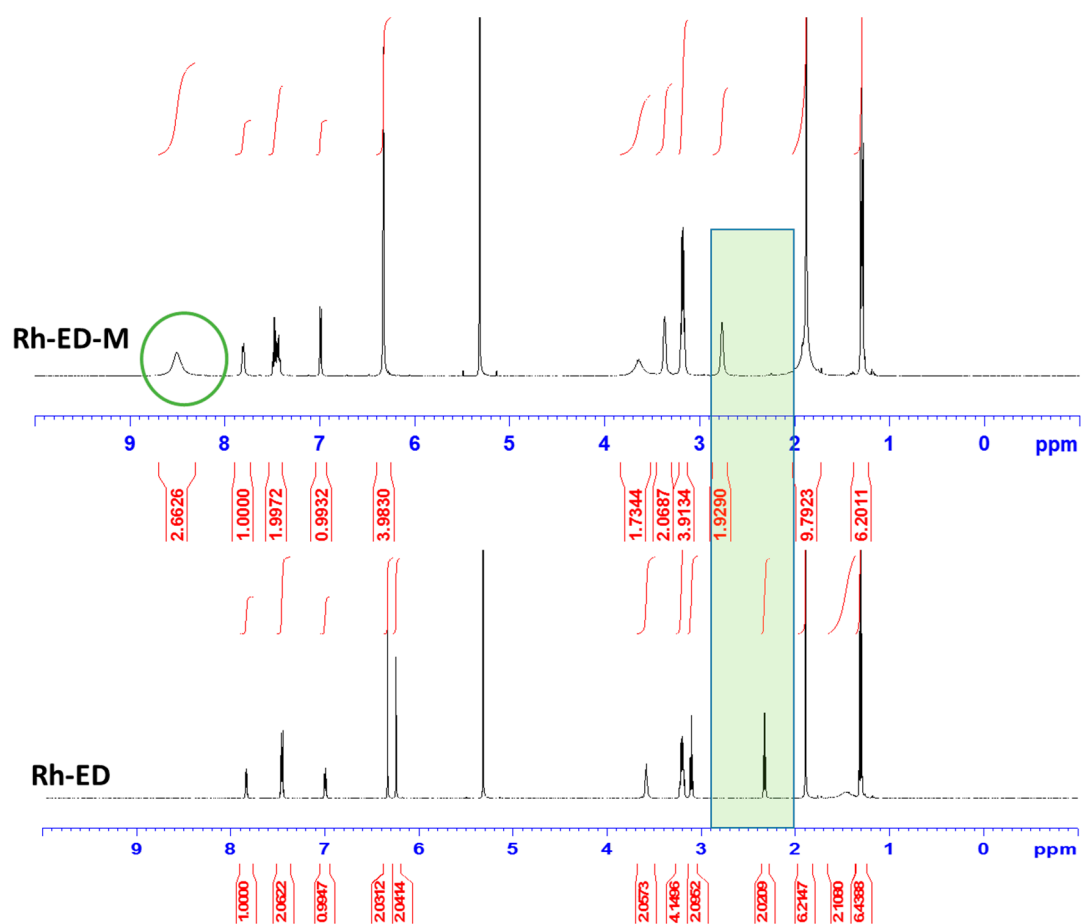 Rh-ED-M
9 8 7 6 5 4 3 2 1 0 ppm
2.6626 1.0000 1.9972 0.9932 3.9830 1.7344 2.0687 3.9134 1.9290 9.7923 6.2011
Rh-ED
9 8 7 6 5 4 3 2 1 0 ppm
1.0000 2.0622 0.9947 2.0312 2.0414 2.0573 4.1486 2.0952 2.0209 6.2147 2.1080 6.4388